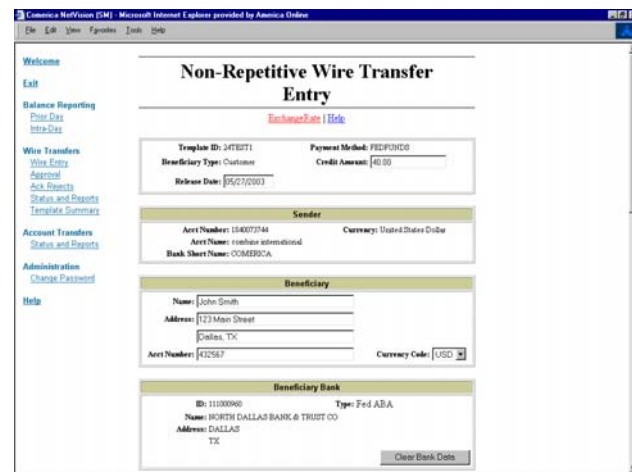 Comerica NetVision [SM] - Microsoft Internet Explorer provided by America Online
File Edit View Favorites Tools Help
Welcome
Exit
Balance Reporting
Prior Day
Intra-Day
Wire Transfers
Wire Entry
Approval
Ack Rejects
Status and Reports
Template Summary
Account Transfers
Status and Reports
Administration
Change Password
Help
Non-Repetitive Wire Transfer
Entry
ExchangeRate | Help
Template ID: 24TEST1 Payment Method: FEDFUNDS
Beneficiary Type: Customer Credit Amount: 40.00
Release Date: 05/27/2003
Sender
Acct Number: 1840073744 Currency: United States Dollar
Acct Name: combine international
Bank Short Name: COMERICA
Beneficiary
Name: John Smith
Address: 123 Main Street
Dallas, TX
Acct Number: 432567 Currency Code: USD
Beneficiary Bank
ID: 111000960 Type: Fed ABA
Name: NORTH DALLAS BANK & TRUST CO
Address: DALLAS
TX
Clear Bank Data